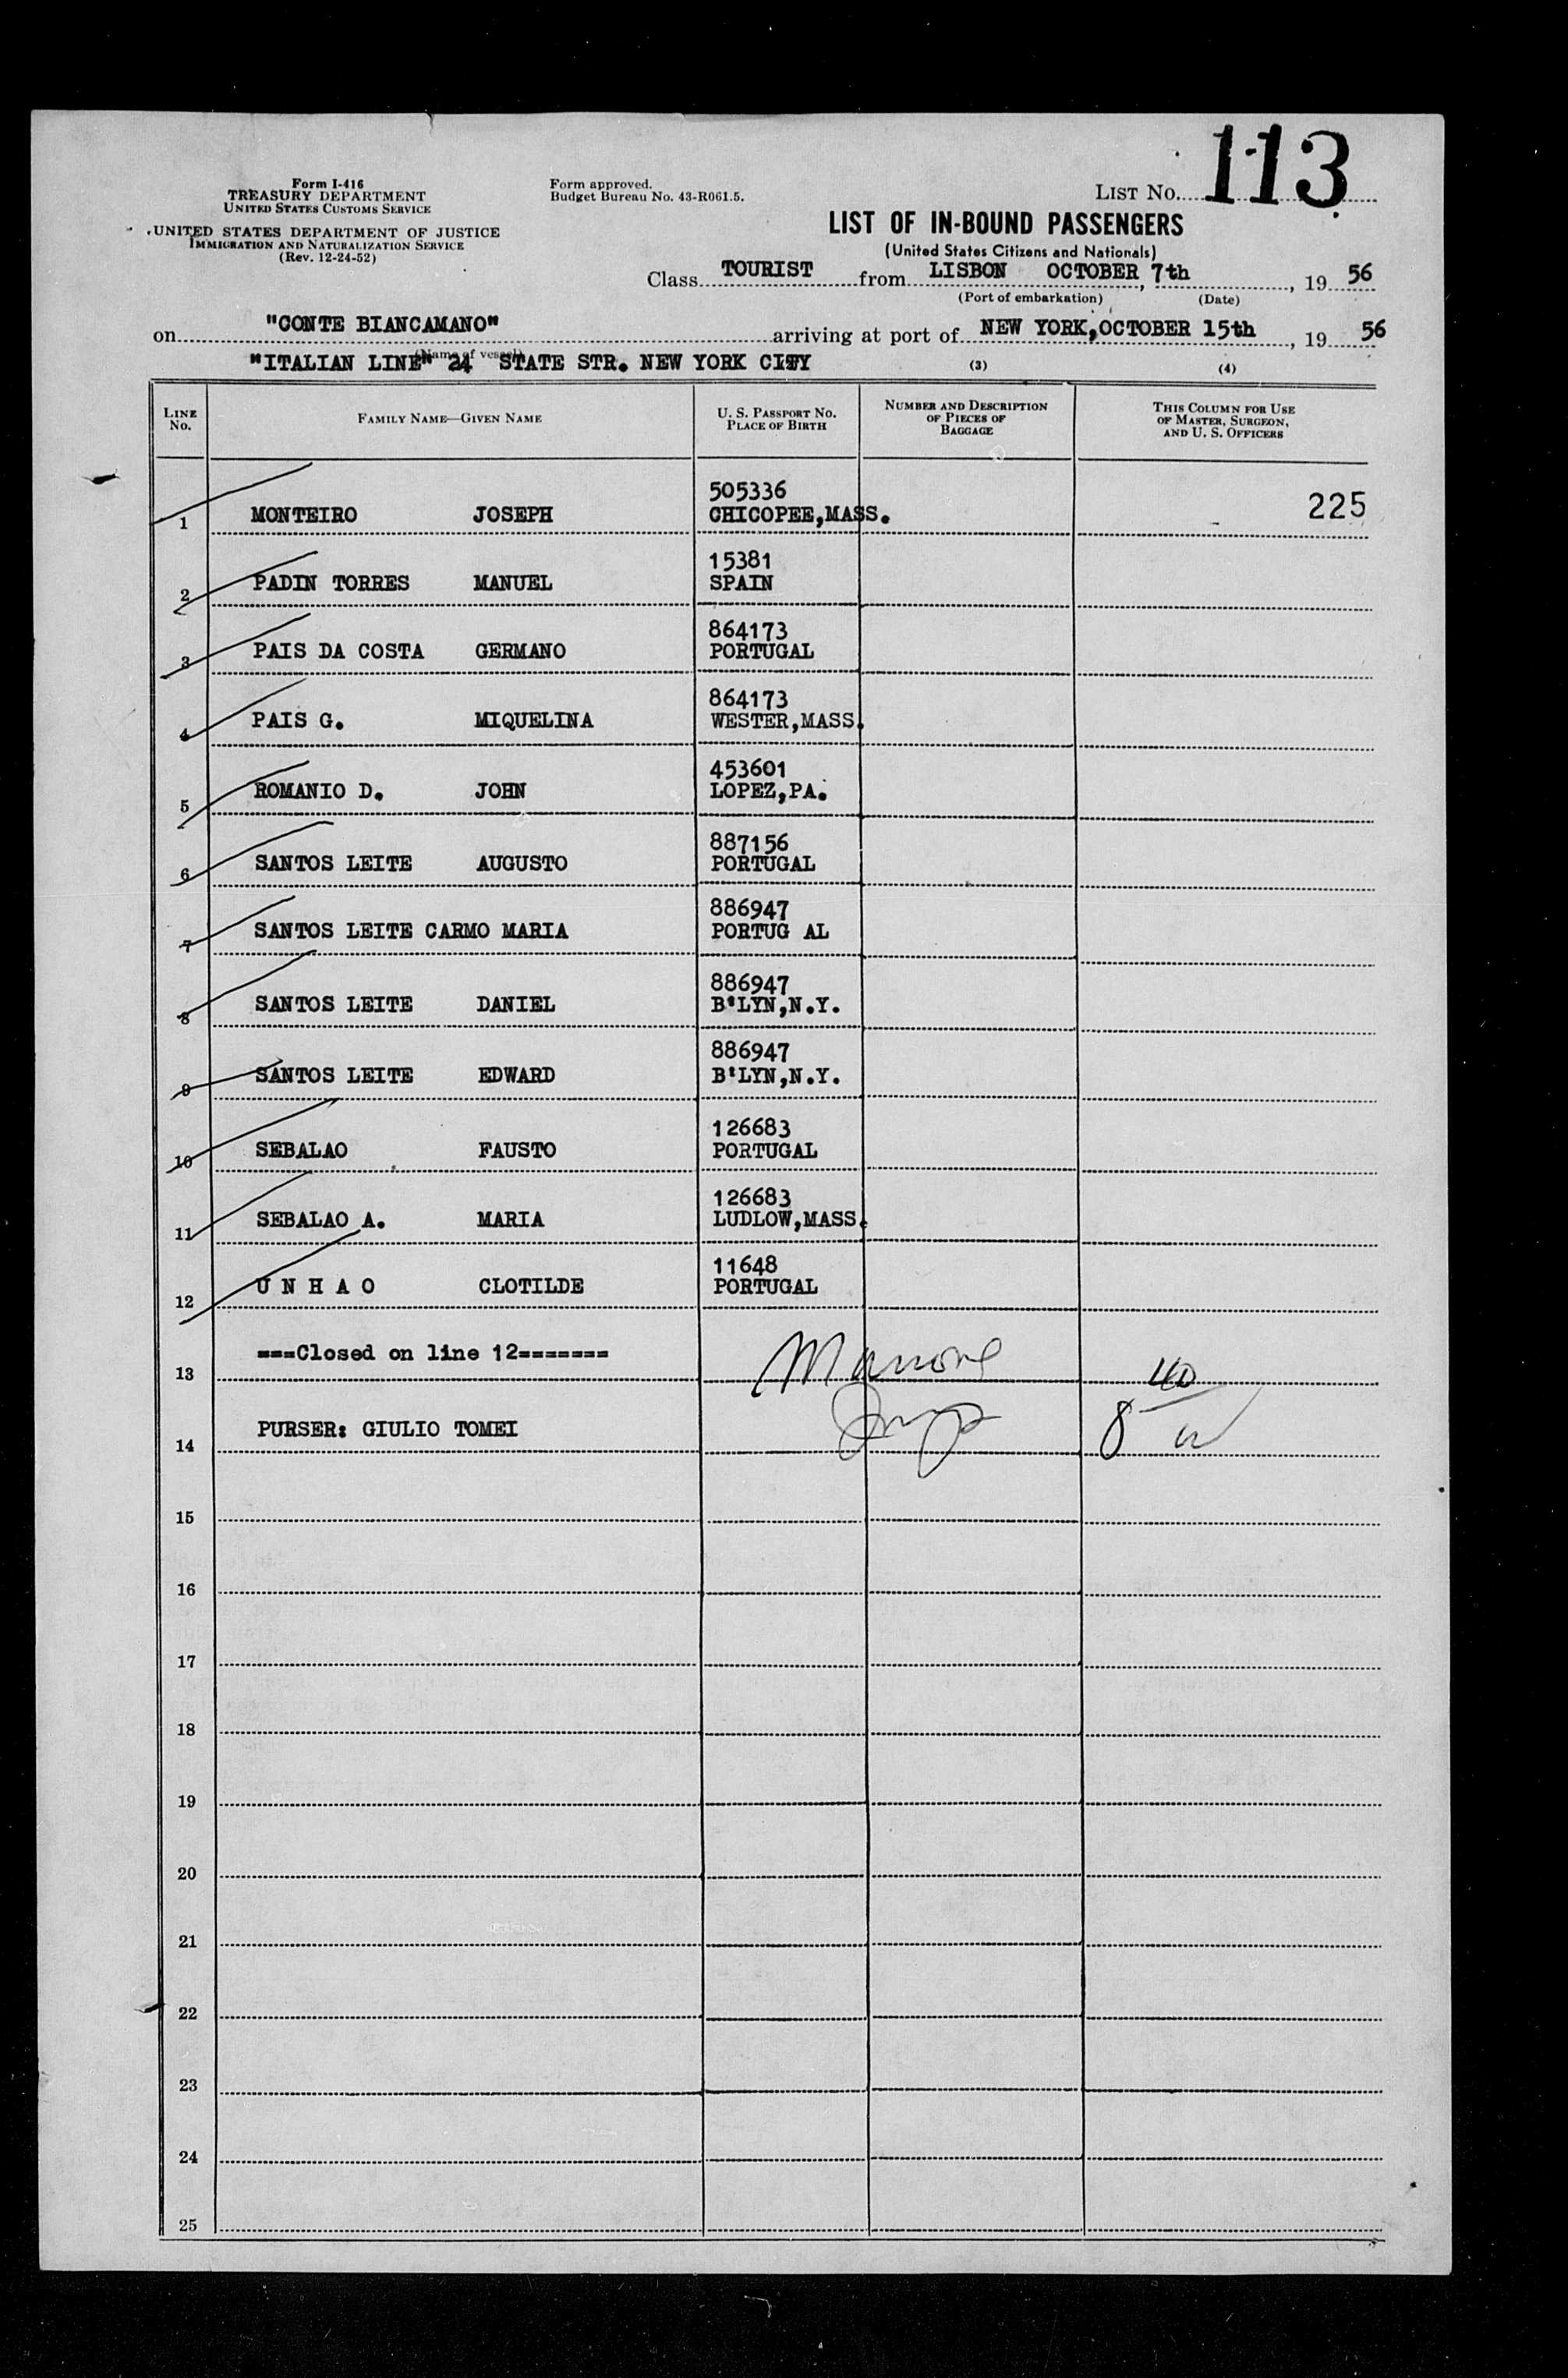 113
Form I-416
TREASURY DEPARTMENT
UNITED STATES CUSTOMS SERVICE
UNITED STATES DEPARTMENT OF JUSTICE
IMMIGRATION AND NATURALIZATION SERVICE
(Rev. 12-24-52)
Form approved.
Budget Bureau No. 43-R061.5.
LIST No.
LIST OF IN-BOUND PASSENGERS
(United States Citizens and Nationals)
Class TOURIST from LISBON OCTOBER 7th, 19 56
(Port of embarkation) (Date)
on "CONTE BIANCAMANO" arriving at port of NEW YORK,OCTOBER 15th, 19 56
(Name of vessel)
"ITALIAN LINE" 24 STATE STR. NEW YORK CITY (3) (4)
LINE No. FAMILY NAME—GIVEN NAME U. S. PASSPORT No. PLACE OF BIRTH NUMBER AND DESCRIPTION OF PIECES OF BAGGAGE THIS COLUMN FOR USE OF MASTER, SURGEON, AND U. S. OFFICERS
505336
1 MONTEIRO JOSEPH CHICOPEE,MASS. 225
15381
2 PADIN TORRES MANUEL SPAIN
864173
3 PAIS DA COSTA GERMANO PORTUGAL
864173
4 PAIS G. MIQUELINA WESTER,MASS.
453601
5 ROMANIO D. JOHN LOPEZ,PA.
887156
6 SANTOS LEITE AUGUSTO PORTUGAL
886947
7 SANTOS LEITE CARMO MARIA PORTUG AL
886947
8 SANTOS LEITE DANIEL B'LYN,N.Y.
886947
9 SANTOS LEITE EDWARD B'LYN,N.Y.
126683
10 SEBALAO FAUSTO PORTUGAL
126683
11 SEBALAO A. MARIA LUDLOW,MASS.
11648
12 U N H A O CLOTILDE PORTUGAL
13 ===Closed on line 12=======
40
14 PURSER: GIULIO TOMEI 8
15
16
17
18
19
20
21
22
23
24
25